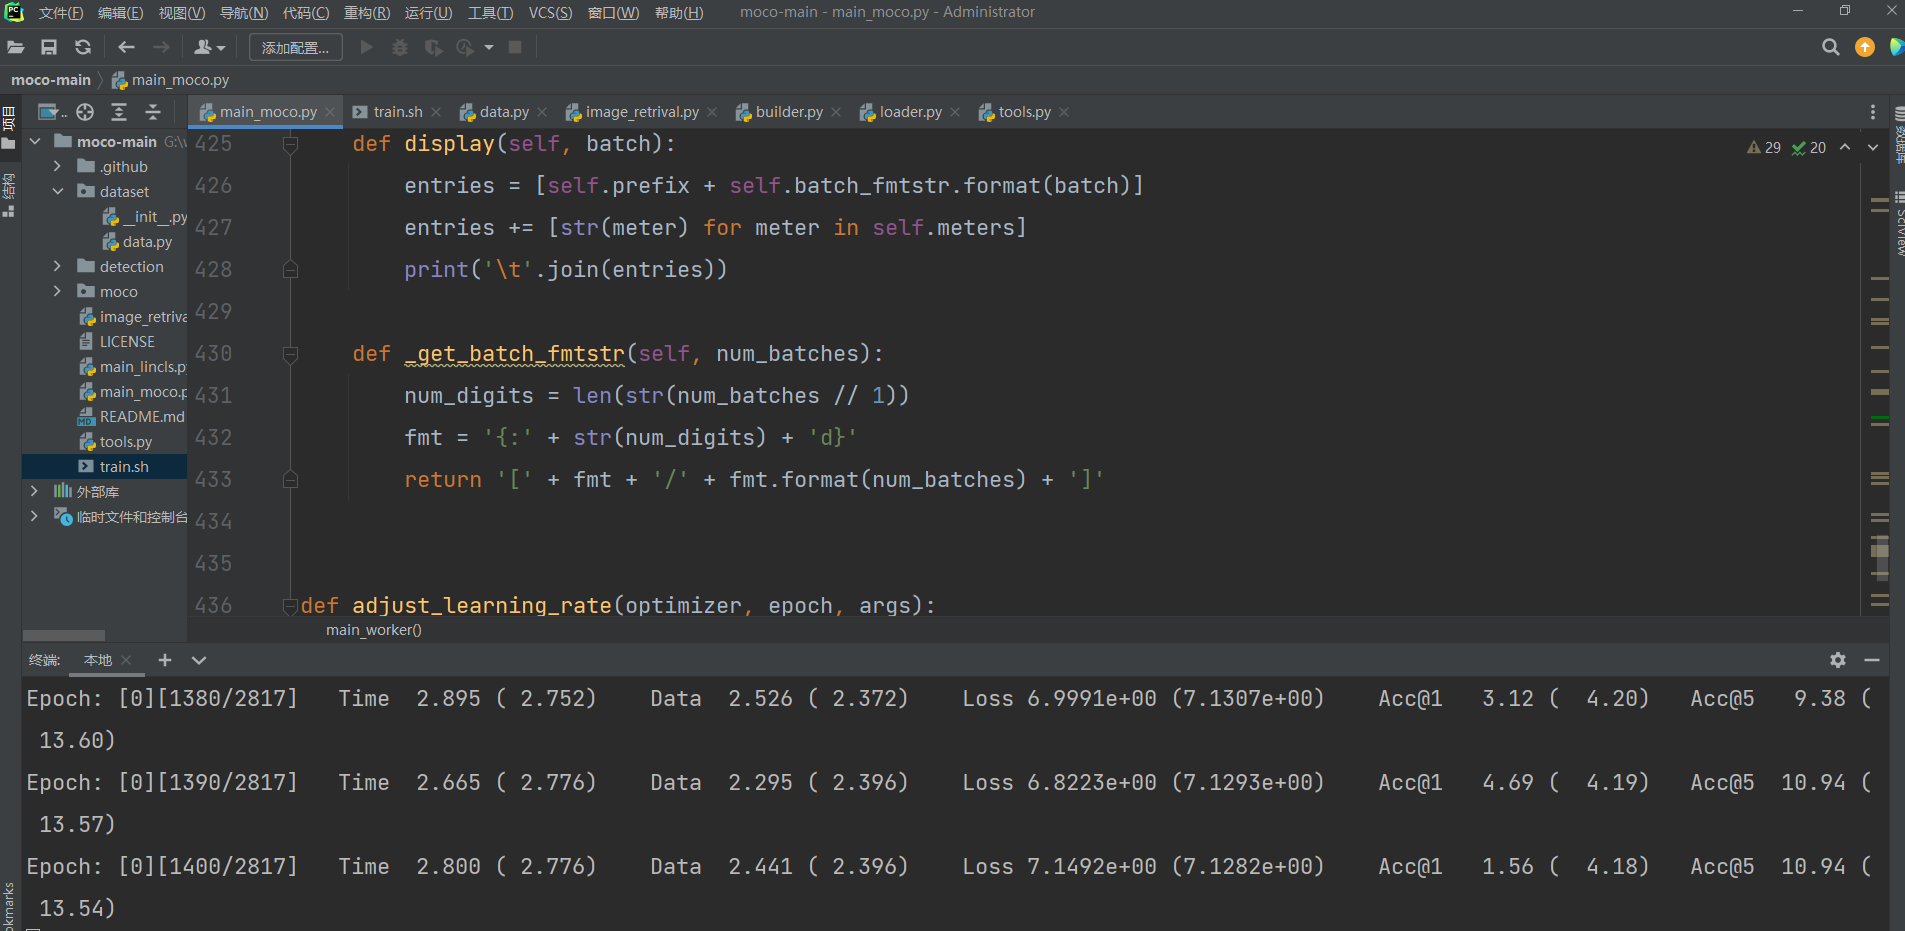 文件(F) 编辑(E) 视图(V) 导航(N) 代码(C) 重构(R) 运行(U) 工具(T) VCS(S) 窗口(W) 帮助(H) moco-main - main_moco.py - Administrator
添加配置...
moco-main main_moco.py
项目
结构
main_moco.py train.sh data.py image_retrival.py builder.py loader.py tools.py
moco-main G:\
.github
dataset
__init__.py
data.py
detection
moco
image_retriva
LICENSE
main_lincls.py
main_moco.p
README.md
tools.py
train.sh
外部库
临时文件和控制台
29 20
425 def display(self, batch):
426 entries = [self.prefix + self.batch_fmtstr.format(batch)]
427 entries += [str(meter) for meter in self.meters]
428 print('\t'.join(entries))
429
430 def _get_batch_fmtstr(self, num_batches):
431 num_digits = len(str(num_batches // 1))
432 fmt = '{:' + str(num_digits) + 'd}'
433 return '[' + fmt + '/' + fmt.format(num_batches) + ']'
434
435
436 def adjust_learning_rate(optimizer, epoch, args):
main_worker()
数据库
SciView
终端: 本地
Epoch: [0][1380/2817] Time 2.895 ( 2.752) Data 2.526 ( 2.372) Loss 6.9991e+00 (7.1307e+00) Acc@1 3.12 ( 4.20) Acc@5 9.38 (
13.60)
Epoch: [0][1390/2817] Time 2.665 ( 2.776) Data 2.295 ( 2.396) Loss 6.8223e+00 (7.1293e+00) Acc@1 4.69 ( 4.19) Acc@5 10.94 (
13.57)
Epoch: [0][1400/2817] Time 2.800 ( 2.776) Data 2.441 ( 2.396) Loss 7.1492e+00 (7.1282e+00) Acc@1 1.56 ( 4.18) Acc@5 10.94 (
13.54)
okmarks